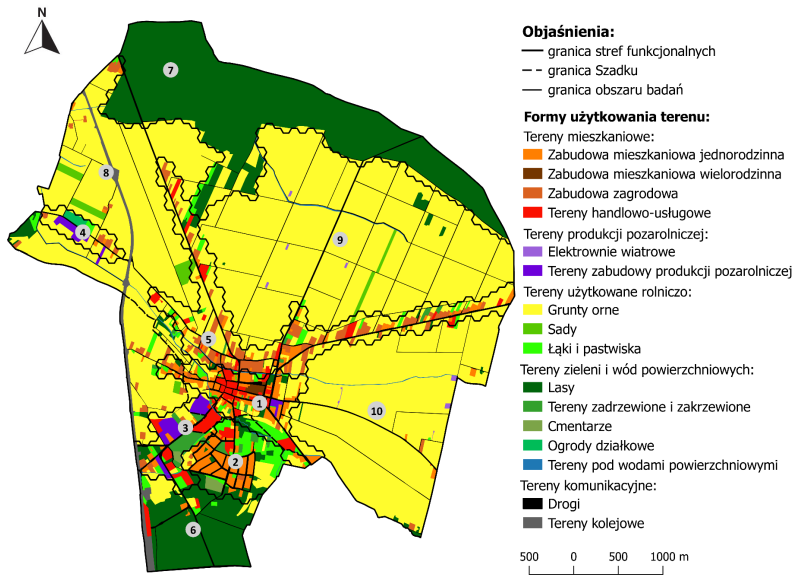 N
Objaśnienia:
granica stref funkcjonalnych
granica Szadku
granica obszaru badań
Formy użytkowania terenu:
Tereny mieszkaniowe:
Zabudowa mieszkaniowa jednorodzinna
Zabudowa mieszkaniowa wielorodzinna
Zabudowa zagrodowa
Tereny handlowo-usługowe
Tereny produkcji pozarolniczej:
Elektrownie wiatrowe
Tereny zabudowy produkcji pozarolniczej
Tereny użytkowane rolniczo:
Grunty orne
Sady
Łąki i pastwiska
Tereny zieleni i wód powierzchniowych:
Lasy
Tereny zadrzewione i zakrzewione
Cmentarze
Ogrody działkowe
Tereny pod wodami powierzchniowymi
Tereny komunikacyjne:
Drogi
Tereny kolejowe
500 0 500 1000 m
7
8
4
9
5
1
10
3
2
6